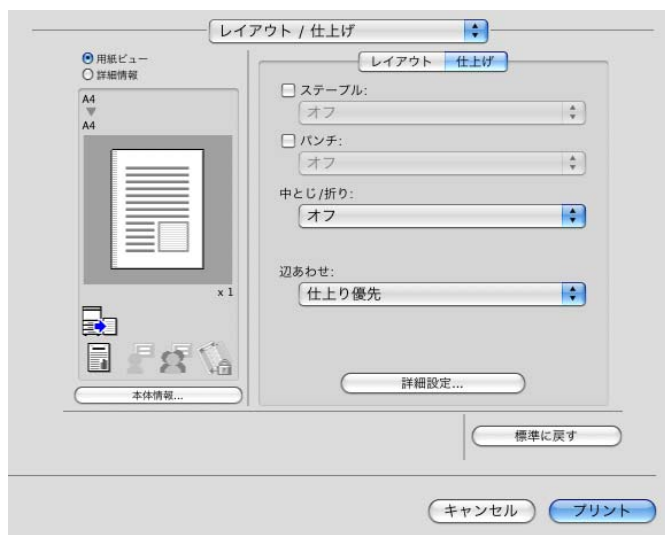 レイアウト / 仕上げ
用紙ビュー
詳細情報
A4
A4
x 1
本体情報...
レイアウト 仕上げ
ステープル:
オフ
パンチ:
オフ
中とじ/折り:
オフ
辺あわせ:
仕上り優先
詳細設定...
標準に戻す
キャンセル プリント